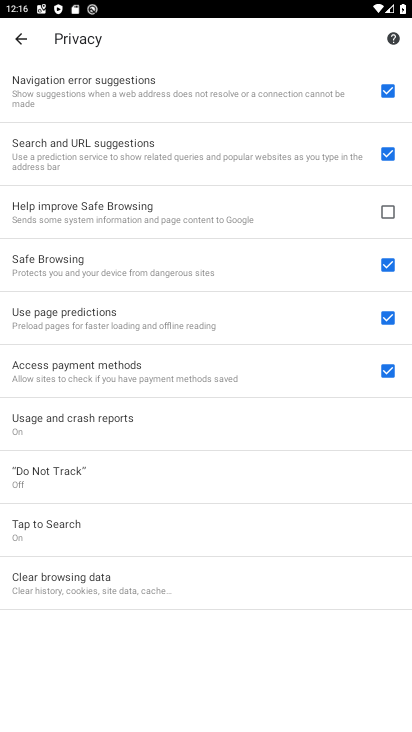 12:16
Privacy
Navigation error suggestions
Show suggestions when a web address does not resolve or a connection cannot be
made
Search and URL suggestions
Use a prediction service to show related queries and popular websites as you type in the
address bar
Help improve Safe Browsing
Sends some system information and page content to Google
Safe Browsing
Protects you and your device from dangerous sites
Use page predictions
Preload pages for faster loading and offline reading
Access payment methods
Allow sites to check if you have payment methods saved
Usage and crash reports
On
“Do Not Track”
Off
Tap to Search
On
Clear browsing data
Clear history, cookies, site data, cache…